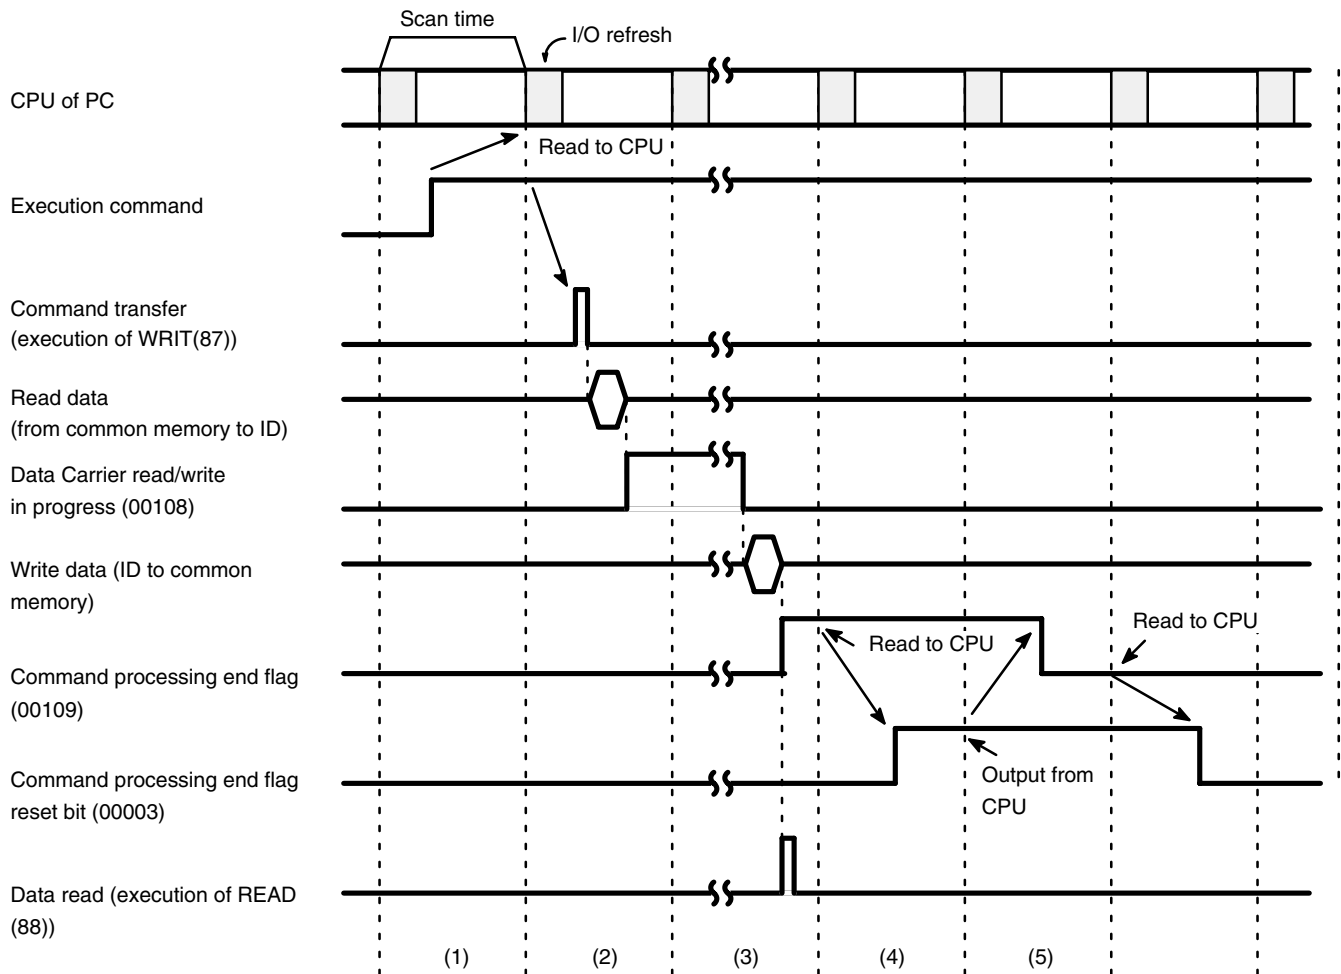 Scan time
I/O refresh
CPU of PC
Read to CPU
Execution command
Command transfer
(execution of WRIT(87))
Read data
(from common memory to ID)
Data Carrier read/write
in progress (00108)
Write data (ID to common
memory)
Read to CPU
Read to CPU
Command processing end flag
(00109)
Output from
CPU
Command processing end flag
reset bit (00003)
Data read (execution of READ
(88))
(1) (2) (3) (4) (5)